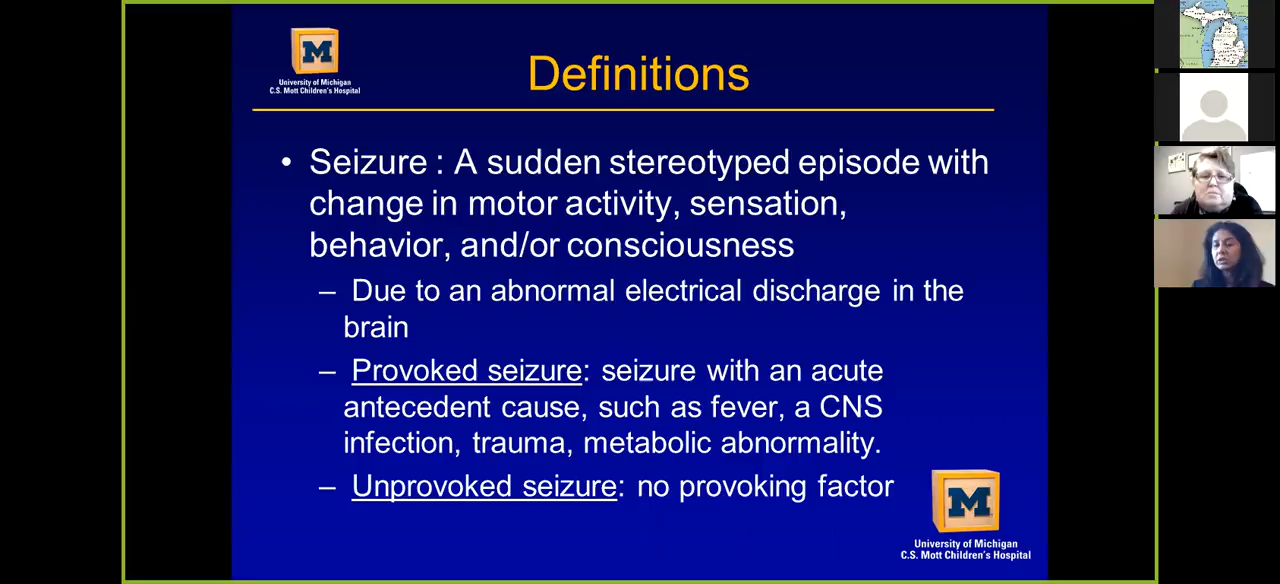 M
University of Michigan
C.S. Mott Children's Hospital
Definitions
• Seizure : A sudden stereotyped episode with
change in motor activity, sensation,
behavior, and/or consciousness
– Due to an abnormal electrical discharge in the
brain
– Provoked seizure: seizure with an acute
antecedent cause, such as fever, a CNS
infection, trauma, metabolic abnormality.
– Unprovoked seizure: no provoking factor
M
University of Michigan
C.S. Mott Children's Hospital